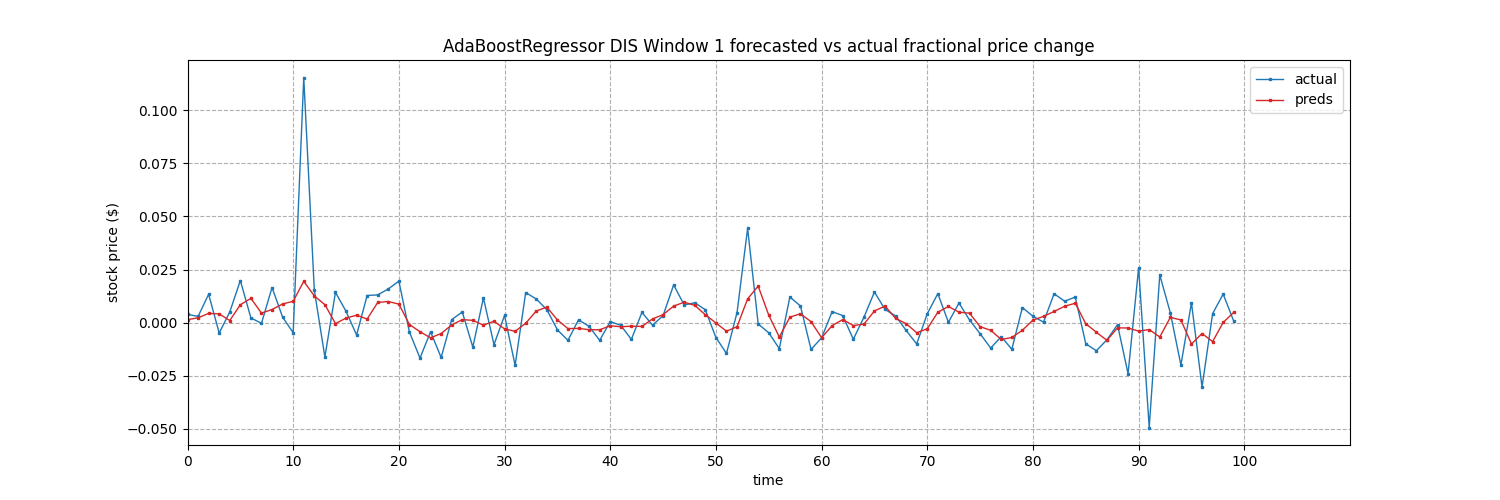 AdaBoostRegressor DIS Window 1 forecasted vs actual fractional price change
actual
preds
stock price ($)
0.100
0.075
0.050
0.025
0.000
−0.025
−0.050
0 10 20 30 40 50 60 70 80 90 100
time